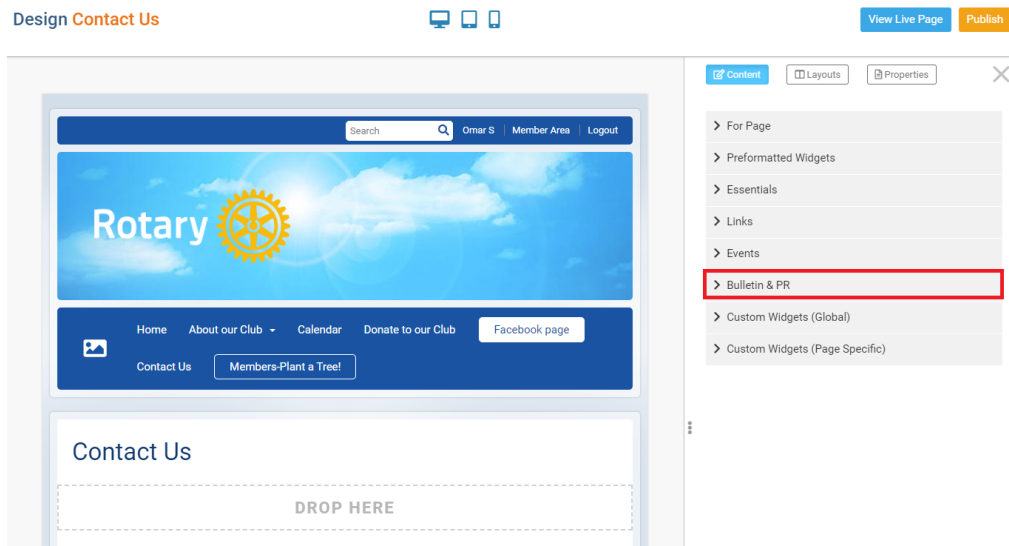 Design Contact Us
View Live Page
Publish
Content
Layouts
Properties
Search
Omar S
Member Area
Logout
Rotary
Home
About our Club
Calendar
Donate to our Club
Facebook page
Contact Us
Members-Plant a Tree!
Contact Us
DROP HERE
For Page
Preformatted Widgets
Essentials
Links
Events
Bulletin & PR
Custom Widgets (Global)
Custom Widgets (Page Specific)